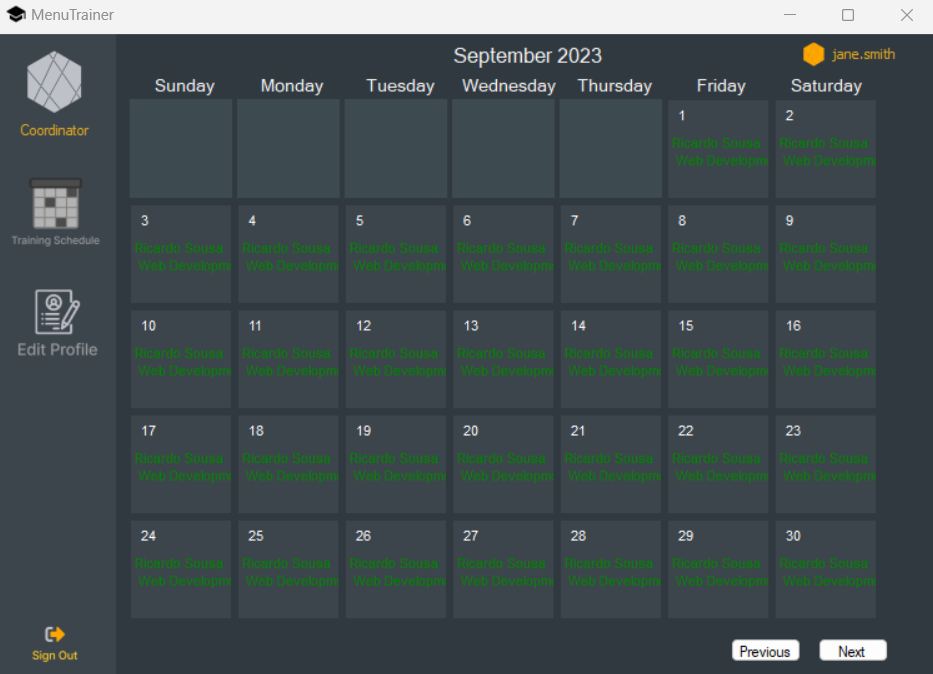 MenuTrainer
September 2023
jane.smith
Coordinator
Training Schedule
Edit Profile
Sign Out
Sunday Monday Tuesday Wednesday Thursday Friday Saturday
1 2
Ricardo Sousa Ricardo Sousa
Web Developm Web Developm
3 4 5 6 7 8 9
Ricardo Sousa Ricardo Sousa Ricardo Sousa Ricardo Sousa Ricardo Sousa Ricardo Sousa Ricardo Sousa
Web Developm Web Developm Web Developm Web Developm Web Developm Web Developm Web Developm
10 11 12 13 14 15 16
Ricardo Sousa Ricardo Sousa Ricardo Sousa Ricardo Sousa Ricardo Sousa Ricardo Sousa Ricardo Sousa
Web Developm Web Developm Web Developm Web Developm Web Developm Web Developm Web Developm
17 18 19 20 21 22 23
Ricardo Sousa Ricardo Sousa Ricardo Sousa Ricardo Sousa Ricardo Sousa Ricardo Sousa Ricardo Sousa
Web Developm Web Developm Web Developm Web Developm Web Developm Web Developm Web Developm
24 25 26 27 28 29 30
Ricardo Sousa Ricardo Sousa Ricardo Sousa Ricardo Sousa Ricardo Sousa Ricardo Sousa Ricardo Sousa
Web Developm Web Developm Web Developm Web Developm Web Developm Web Developm Web Developm
Previous Next